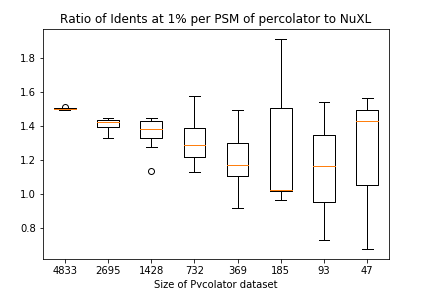 Ratio of Idents at 1% per PSM of percolator to NuXL
1.8
1.6
1.4
1.2
1.0
0.8
4833 2695 1428 732 369 185 93 47
Size of Pycolator dataset